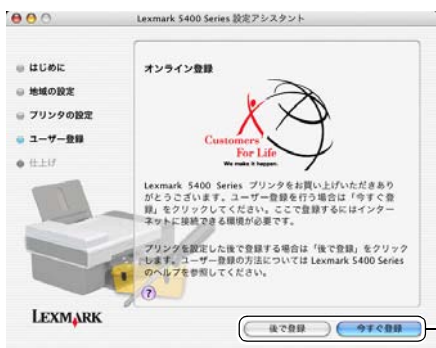 Lexmark 5400 Series 設定アシスタント
はじめに
地域の設定
プリンタの設定
ユーザー登録
仕上げ
オンライン登録
Customers
For Life
We make it happen.
Lexmark 5400 Series プリンタをお買い上げいただきあり
がとうございます。ユーザー登録を行う場合は「今すぐ登
録」をクリックしてください。ここで登録するにはインター
ネットに接続できる環境が必要です。
プリンタを設定した後で登録する場合は「後で登録」をクリック
します。ユーザー登録の方法については Lexmark 5400 Series
のヘルプを参照してください。
?
LEXMARK
後で登録
今すぐ登録